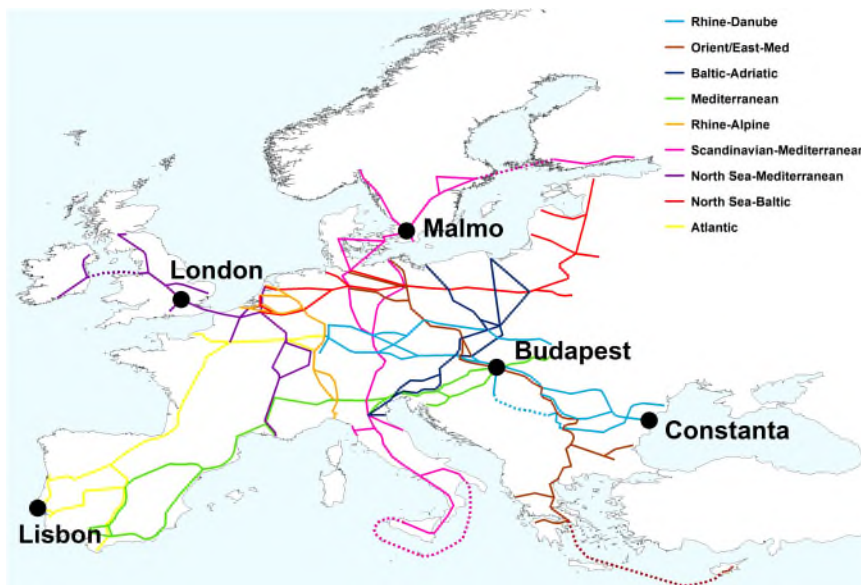 Rhine-Danube
Orient/East-Med
Baltic-Adriatic
Mediterranean
Rhine-Alpine
Scandinavian-Mediterranean
North Sea-Mediterranean
North Sea-Baltic
Atlantic
Malmo
London
Budapest
Constanta
Lisbon